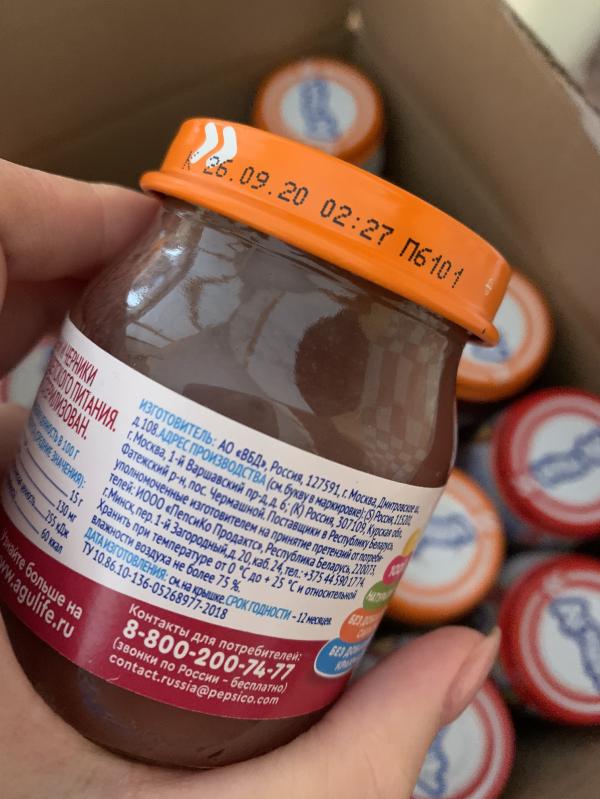 К 26.09.20 02:27 П6101
ЧЕРНИКИ
ПИТАНИЯ.
ИЗГОТОВИТЕЛЬ: АО «ВБД», Россия, 127591, г. Москва, Дмитровское ш.
д.108. АДРЕС ПРОИЗВОДСТВА (см. букву в маркировке): (S) Россия, 115201,
г. Москва, 1-й Варшавский пр-д, д. 6; (К) Россия, 307109, Курская обл.,
Фатежский р-н, пос. Чермашной. Поставщики в Республику Беларусь,
уполномоченные изготовителем на принятие претензий от потреби-
телей: ИООО «ПепсиКо Продактс», Республика Беларусь, 220073,
г. Минск, пер. 1-й Загородный, д. 20, каб. 24, тел.: +375 44 590 1774.
Хранить при температуре от 0 °C до + 25 °C и относительной
влажности воздуха не более 75 %.
ДАТА ИЗГОТОВЛЕНИЯ: см. на крышке. СРОК ГОДНОСТИ - 12 месяцев.
ТУ 10.86.10-136-05268977-2018
В 100 Г
ЗНАЧЕНИЯ):
15 г
255 кДж
60 ккал
Узнайте больше на
www.agulife.ru
Контакты для потребителей:
8-800-200-74-77
(звонки по России - бесплатно)
contact.russia@pepsico.com
БЕЗ
БЕЗ